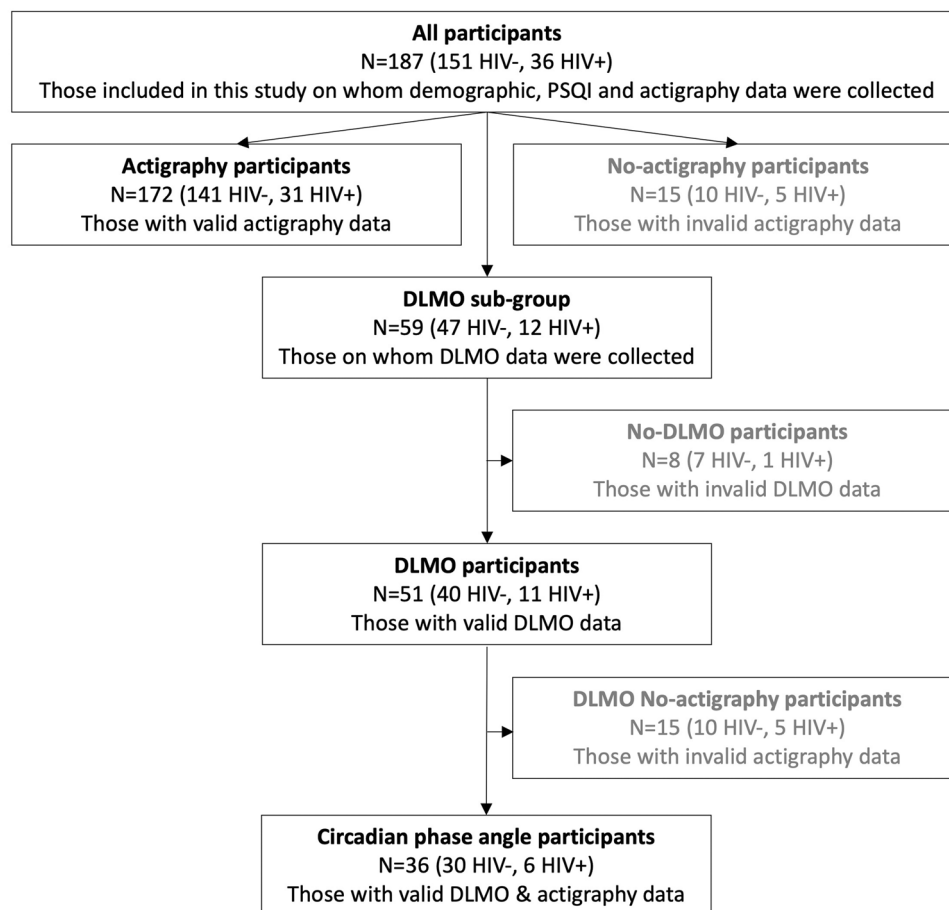 All participants
N=187 (151 HIV-, 36 HIV+)
Those included in this study on whom demographic, PSQI and actigraphy data were collected
Actigraphy participants
N=172 (141 HIV-, 31 HIV+)
Those with valid actigraphy data
No-actigraphy participants
N=15 (10 HIV-, 5 HIV+)
Those with invalid actigraphy data
DLMO sub-group
N=59 (47 HIV-, 12 HIV+)
Those on whom DLMO data were collected
No-DLMO participants
N=8 (7 HIV-, 1 HIV+)
Those with invalid DLMO data
DLMO participants
N=51 (40 HIV-, 11 HIV+)
Those with valid DLMO data
DLMO No-actigraphy participants
N=15 (10 HIV-, 5 HIV+)
Those with invalid actigraphy data
Circadian phase angle participants
N=36 (30 HIV-, 6 HIV+)
Those with valid DLMO & actigraphy data